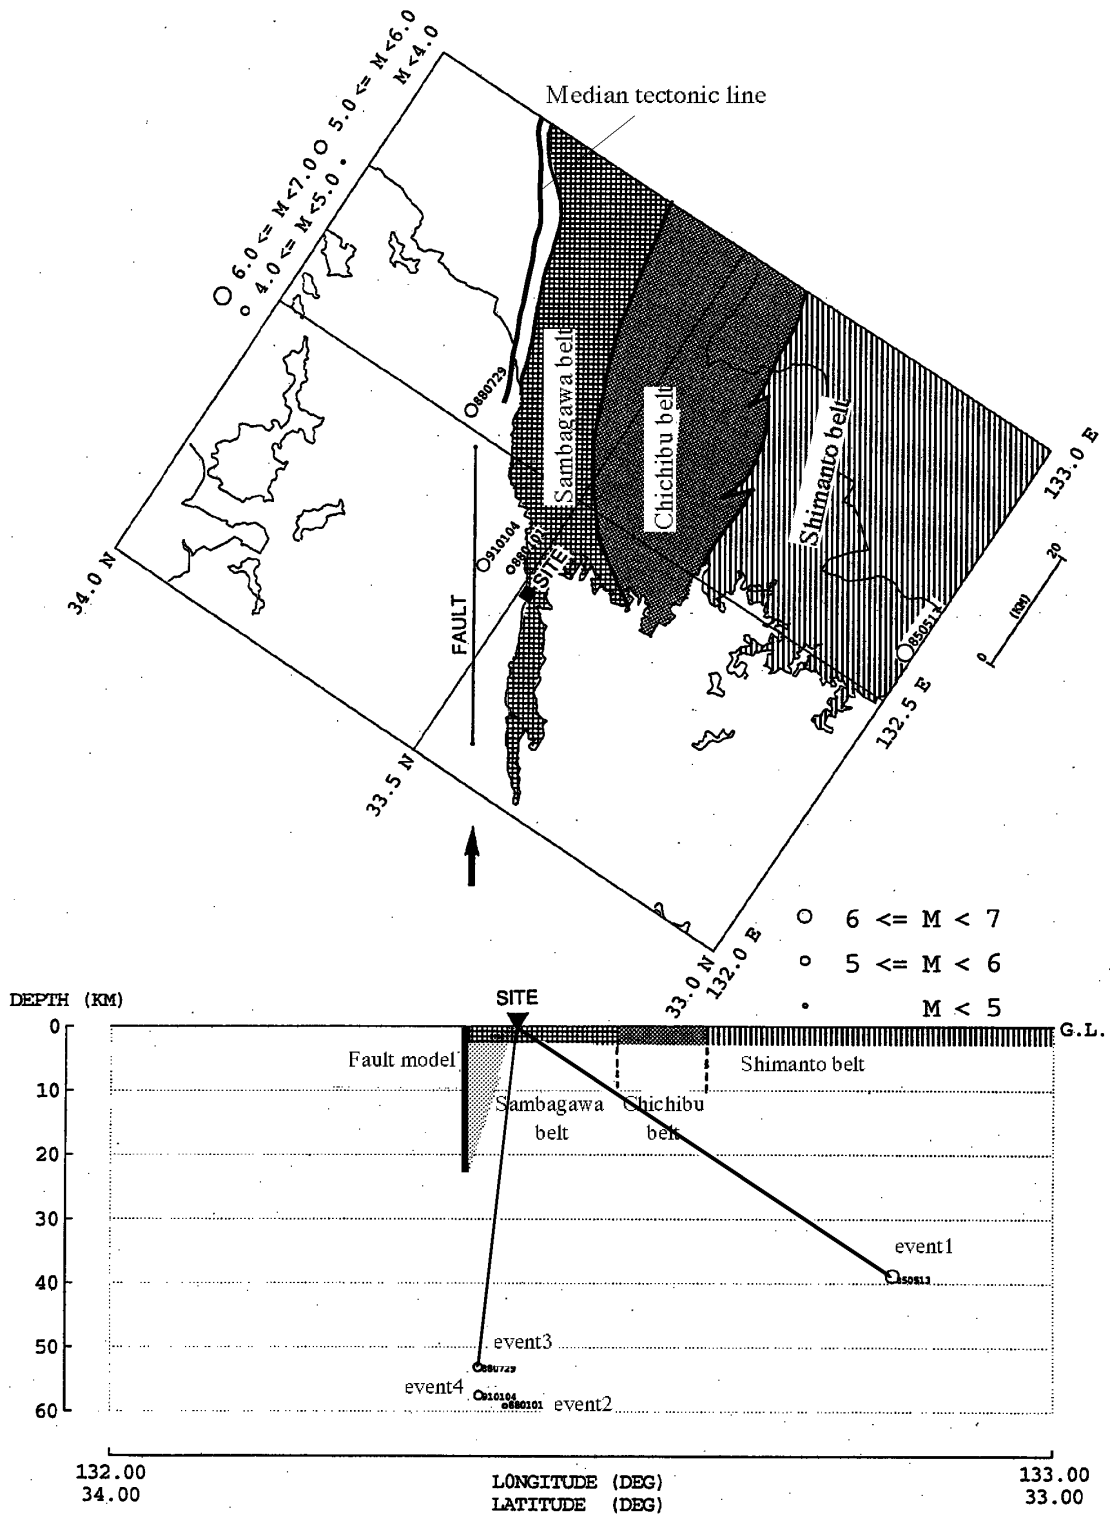 5.0 <= M <6.0
M <4.0
6.0 <= M <7.0
4.0 <= M <5.0
Median tectonic line
880729
Sambagawa belt
Chichibu belt
Shimanto belt
133.0 E
910104
880101
SITE
FAULT
34.0 N
20
(KM)
0
850513
132.5 E
33.5 N
33.0 N
132.0 E
6 <= M < 7
5 <= M < 6
M < 5
DEPTH (KM)
SITE
0
G.L.
Fault model
Shimanto belt
10
Sambagawa
belt
Chichibu
belt
20
30
event1
40
850513
50
event3
880729
event4
910104
880101
event2
60
132.00
34.00
LONGITUDE (DEG)
LATITUDE (DEG)
133.00
33.00